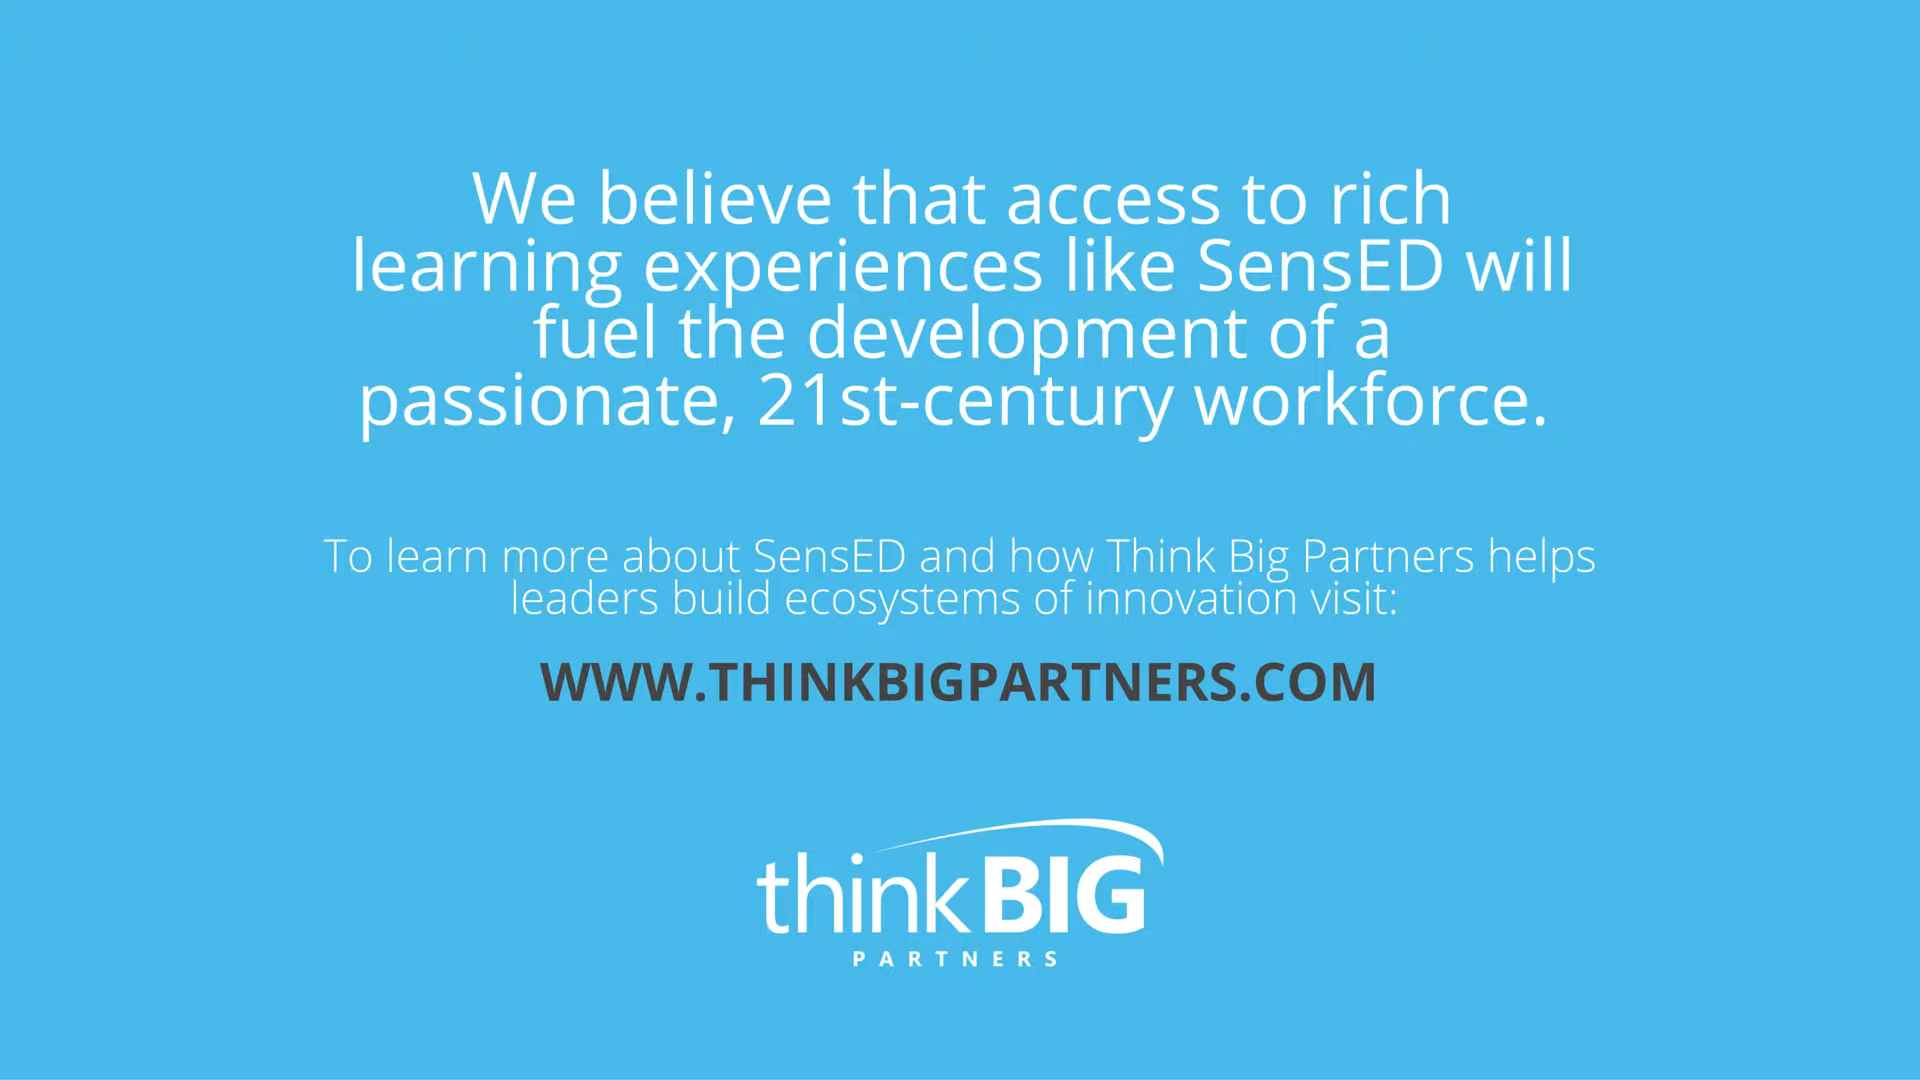 We believe that access to rich
learning experiences like SensED will
fuel the development of a
passionate, 21st-century workforce.
To learn more about SensED and how Think Big Partners helps
leaders build ecosystems of innovation visit:
WWW.THINKBIGPARTNERS.COM
thinkBIG
PARTNERS